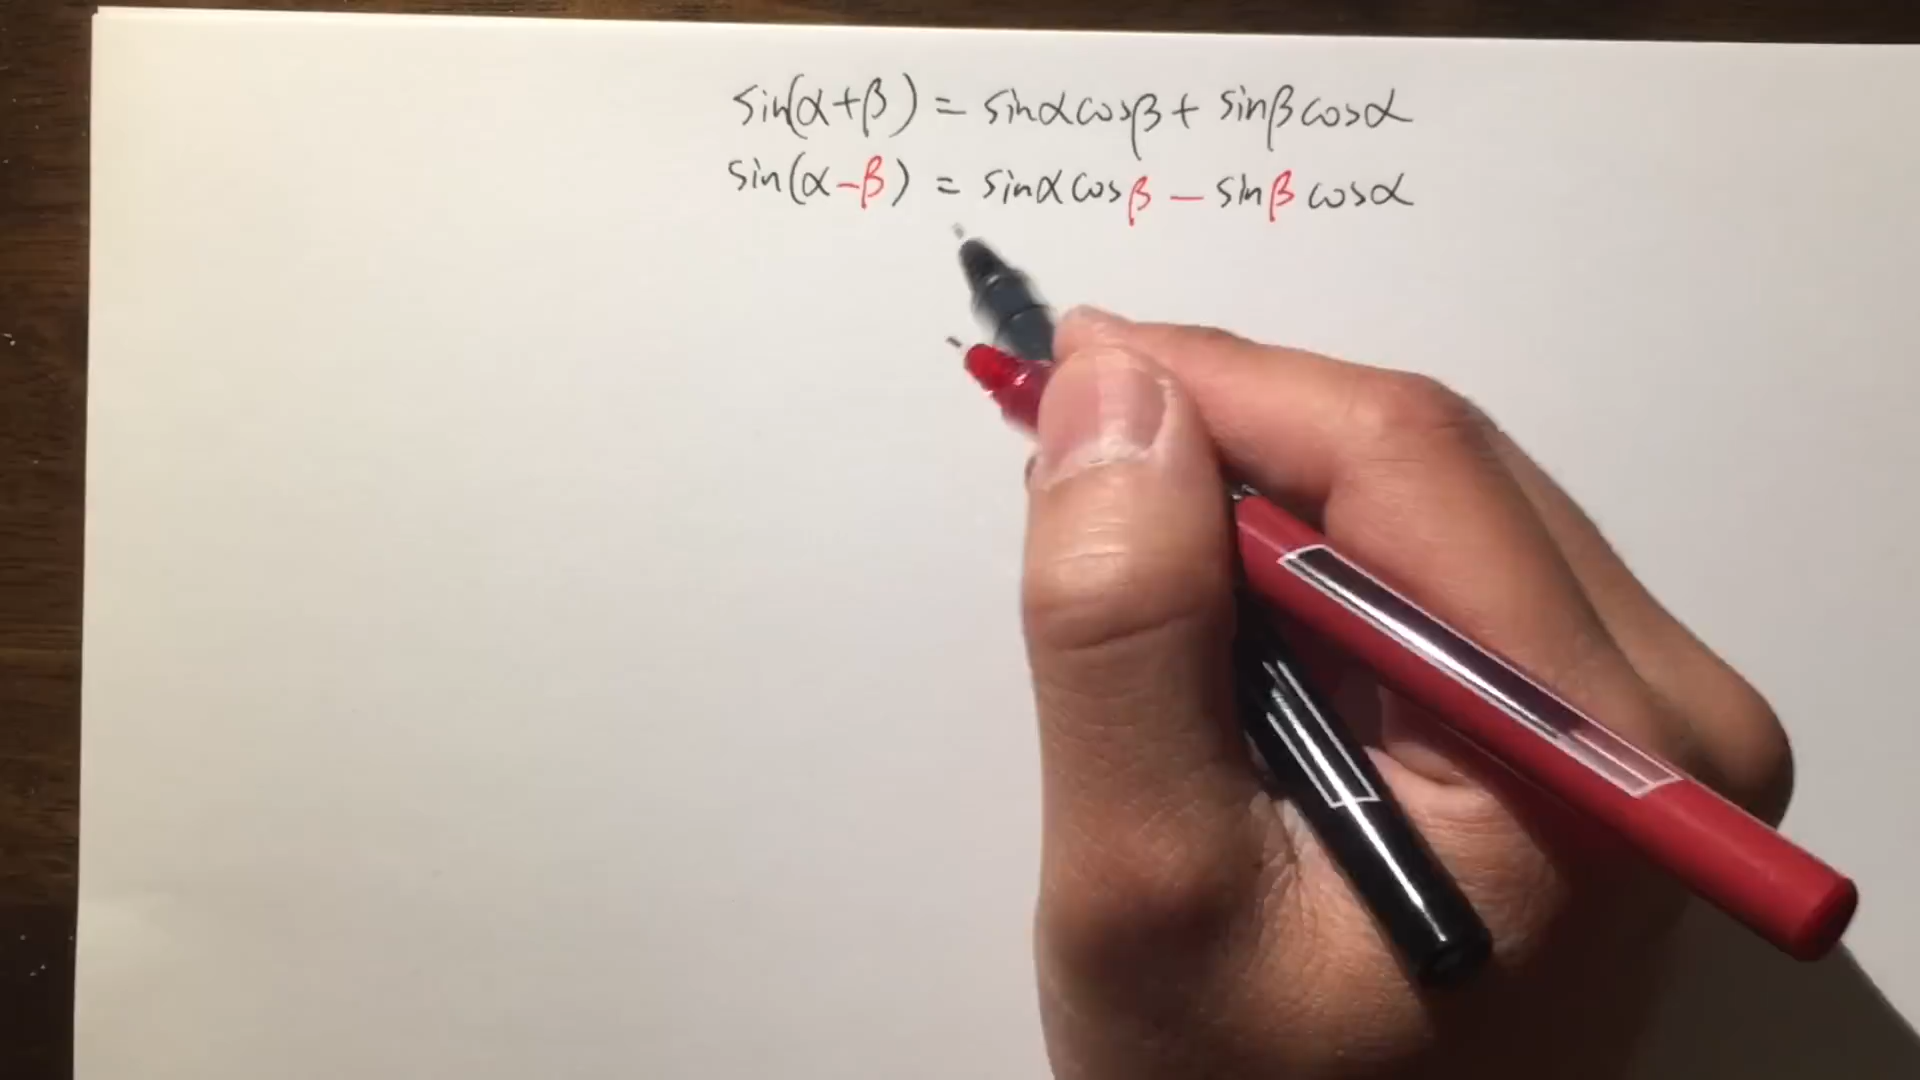 sin(α+β) = sinαcosβ + sinβcosα
sin(α-β) = sinαcosβ - sinβcosα